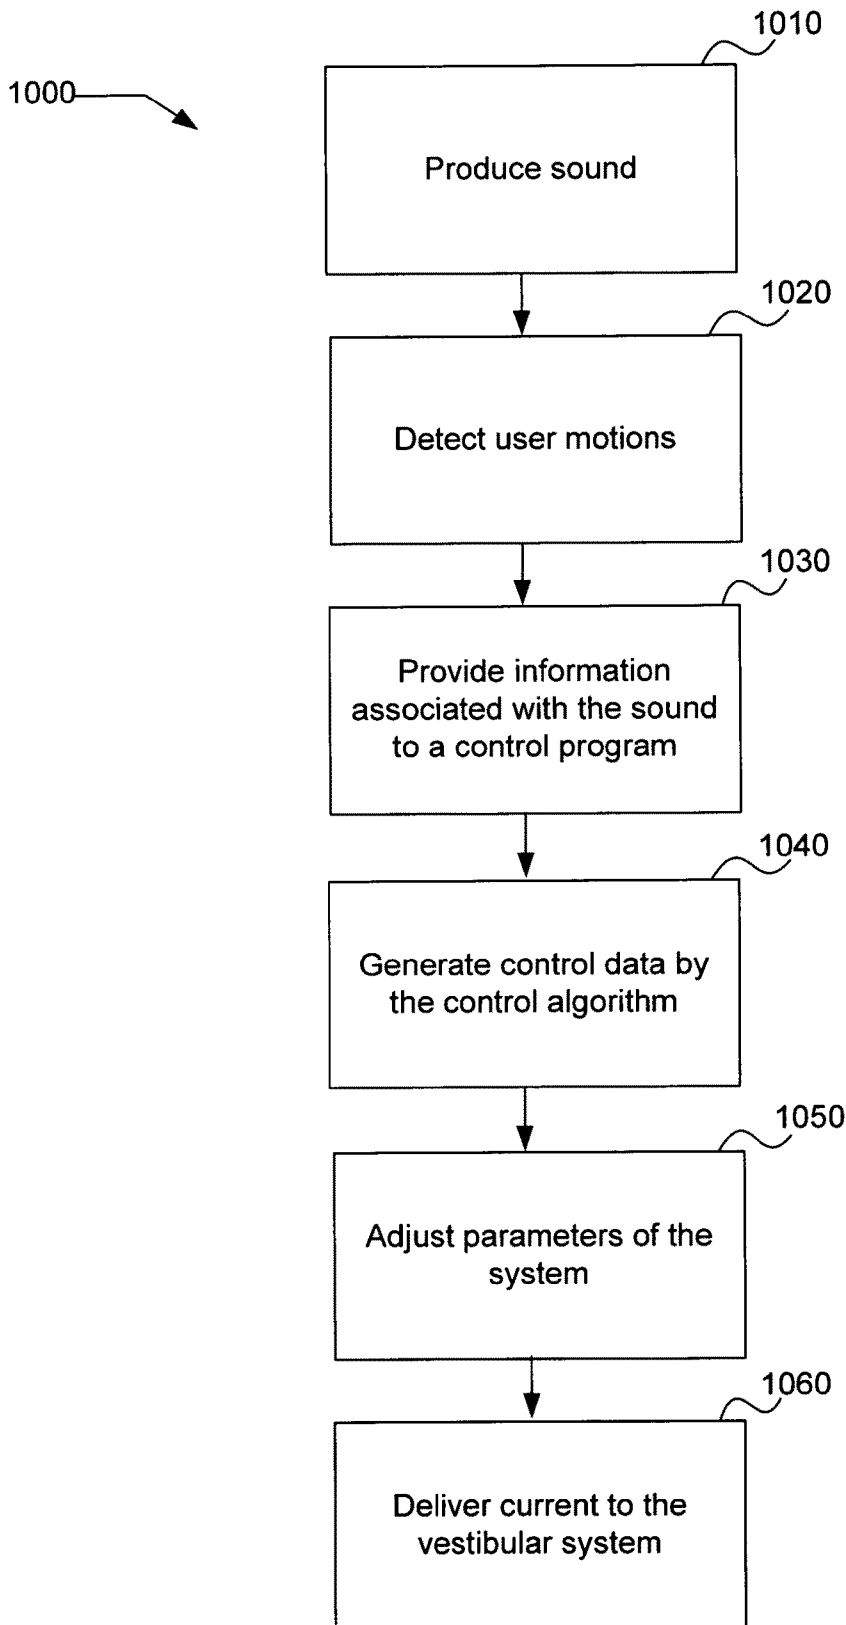 1010
1000
Produce sound
1020
Detect user motions
1030
Provide information
associated with the sound
to a control program
1040
Generate control data by
the control algorithm
1050
Adjust parameters of the
system
1060
Deliver current to the
vestibular system